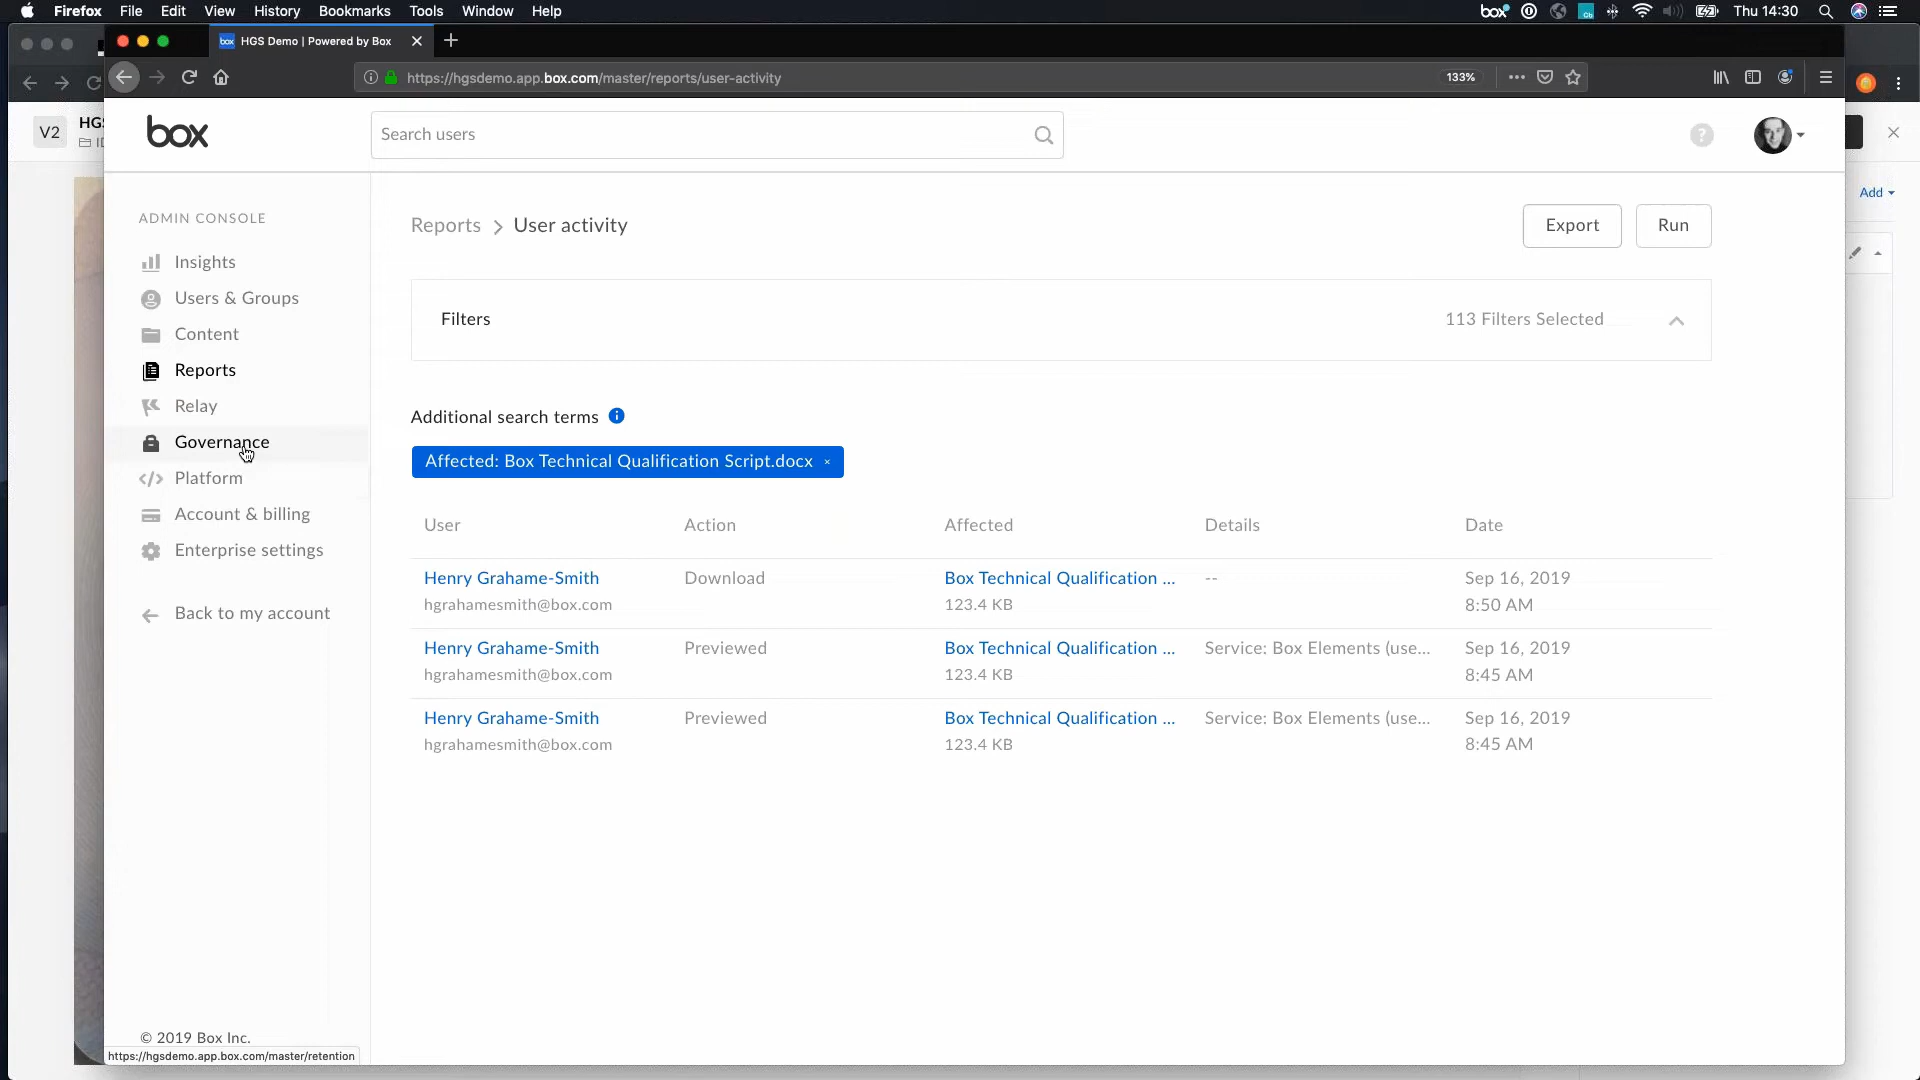 Firefox File Edit View History Bookmarks Tools Window Help
box Thu 14:30
box HGS Demo | Powered by Box
https://hgsdemo.app.box.com/master/reports/user-activity 133%
V2 HGS
box Search users
Add
ADMIN CONSOLE
Insights
Users & Groups
Content
Reports
Relay
Governance
Platform
Account & billing
Enterprise settings
Back to my account
© 2019 Box Inc.
https://hgsdemo.app.box.com/master/retention
Reports > User activity
Export Run
Filters 113 Filters Selected
Additional search terms
Affected: Box Technical Qualification Script.docx ×
User Action Affected Details Date
Henry Grahame-Smith Download Box Technical Qualification ... -- Sep 16, 2019
hgrahamesmith@box.com 123.4 KB 8:50 AM
Henry Grahame-Smith Previewed Box Technical Qualification ... Service: Box Elements (use... Sep 16, 2019
hgrahamesmith@box.com 123.4 KB 8:45 AM
Henry Grahame-Smith Previewed Box Technical Qualification ... Service: Box Elements (use... Sep 16, 2019
hgrahamesmith@box.com 123.4 KB 8:45 AM